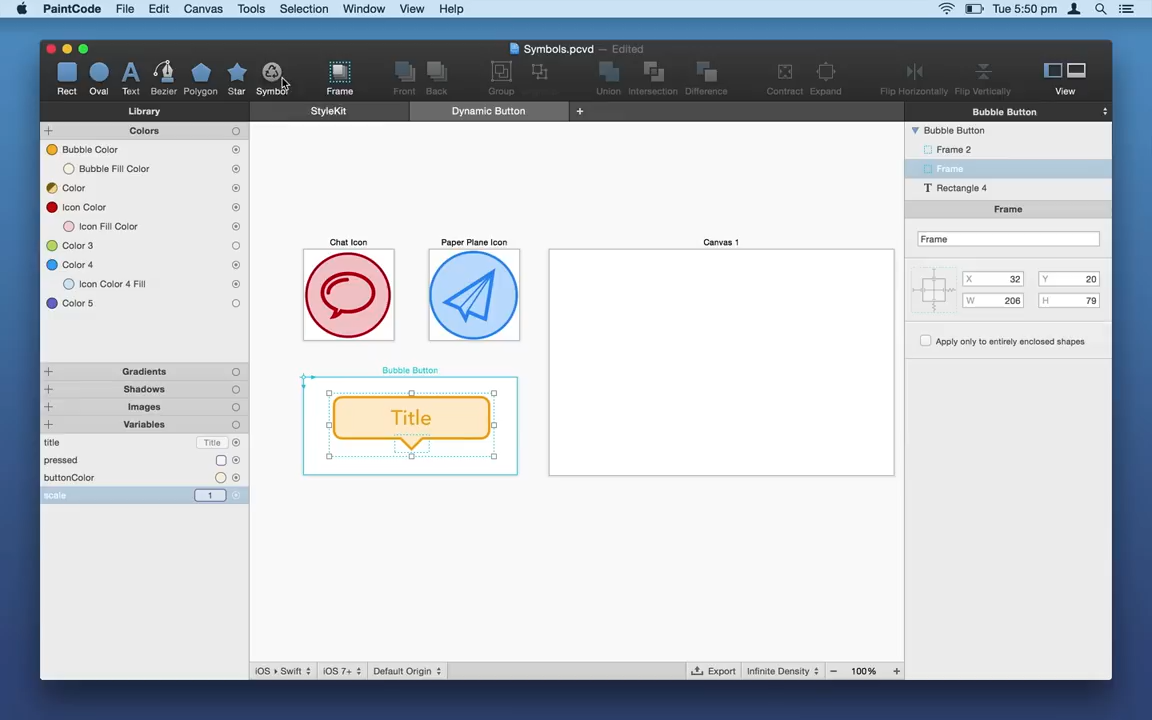 PaintCode File Edit Canvas Tools Selection Window View Help Tue 5:50 pm
Symbols.pcvd — Edited
Rect Oval Text Bezier Polygon Star Symbol Frame Front Back Group Union Intersection Difference Contract Expand Flip Horizontally Flip Vertically View
Library StyleKit Dynamic Button + Bubble Button
Colors
Bubble Color
Bubble Fill Color
Color
Icon Color
Icon Fill Color
Color 3
Color 4
Icon Color 4 Fill
Color 5
Gradients
Shadows
Images
Variables
title Title
pressed
buttonColor
scale 1
Chat Icon
Paper Plane Icon
Canvas 1
Bubble Button
Title
Bubble Button
Frame 2
Frame
T Rectangle 4
Frame
Frame
X 32 Y 20
W 206 H 79
Apply only to entirely enclosed shapes
iOS ▸ Swift iOS 7+ Default Origin Export Infinite Density − 100% +